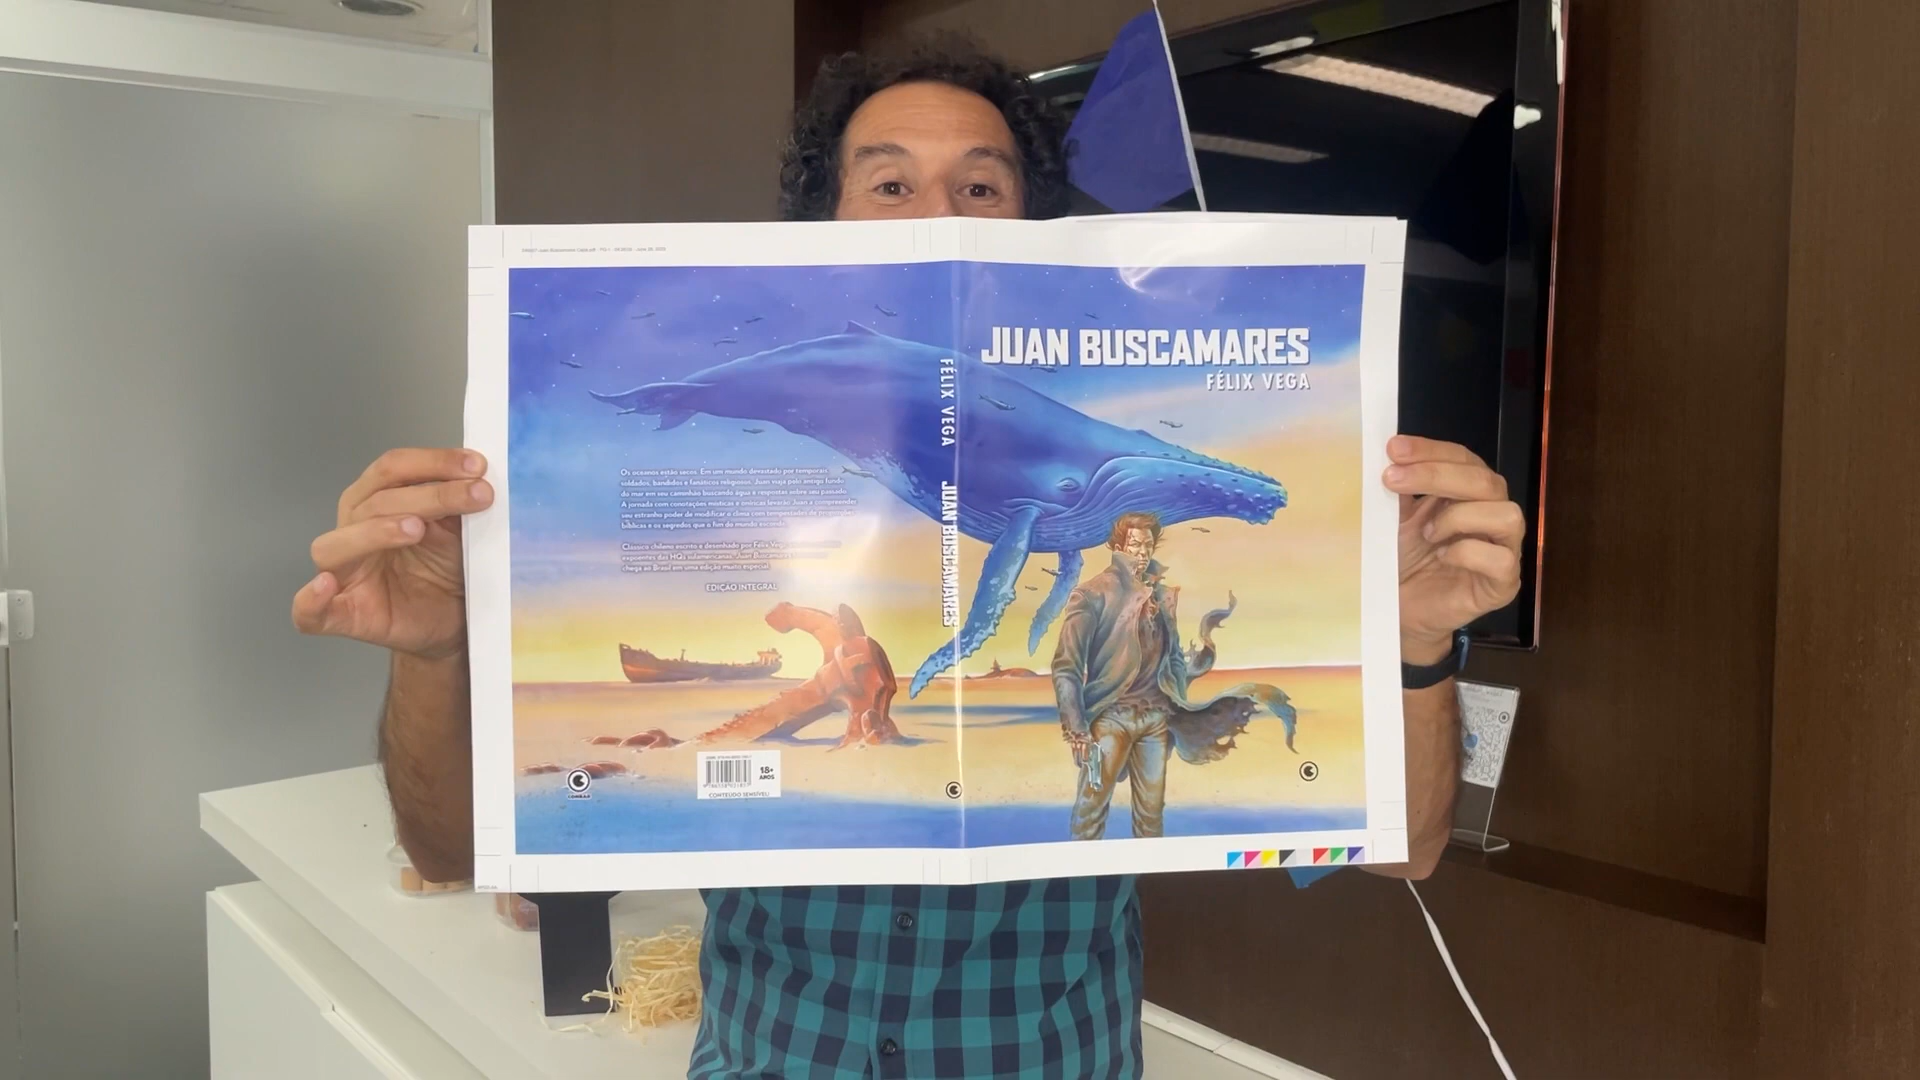 JUAN BUSCAMARES
FÉLIX VEGA
FÉLIX VEGA
JUAN BUSCAMARES
Os oceanos estão secos. Em um mundo devastado por temporais,
soldados, bandidos e fanáticos religiosos, Juan viaja pelo antigo fundo
do mar em seu caminhão buscando água e respostas sobre seu passado.
A jornada com conotações místicas e oníricas levarão Juan a compreender
seu estranho poder de modificar o clima com tempestades de proporções
bíblicas e os segredos que o fim do mundo esconde.
Clássico chileno escrito e desenhado por Félix Vega,
expoentes das HQs sulamericanas, Juan Buscamares
chega ao Brasil em uma edição muito especial.
EDIÇÃO INTEGRAL
18+
ANOS
CONTEÚDO SENSÍVEL!
CONRAD